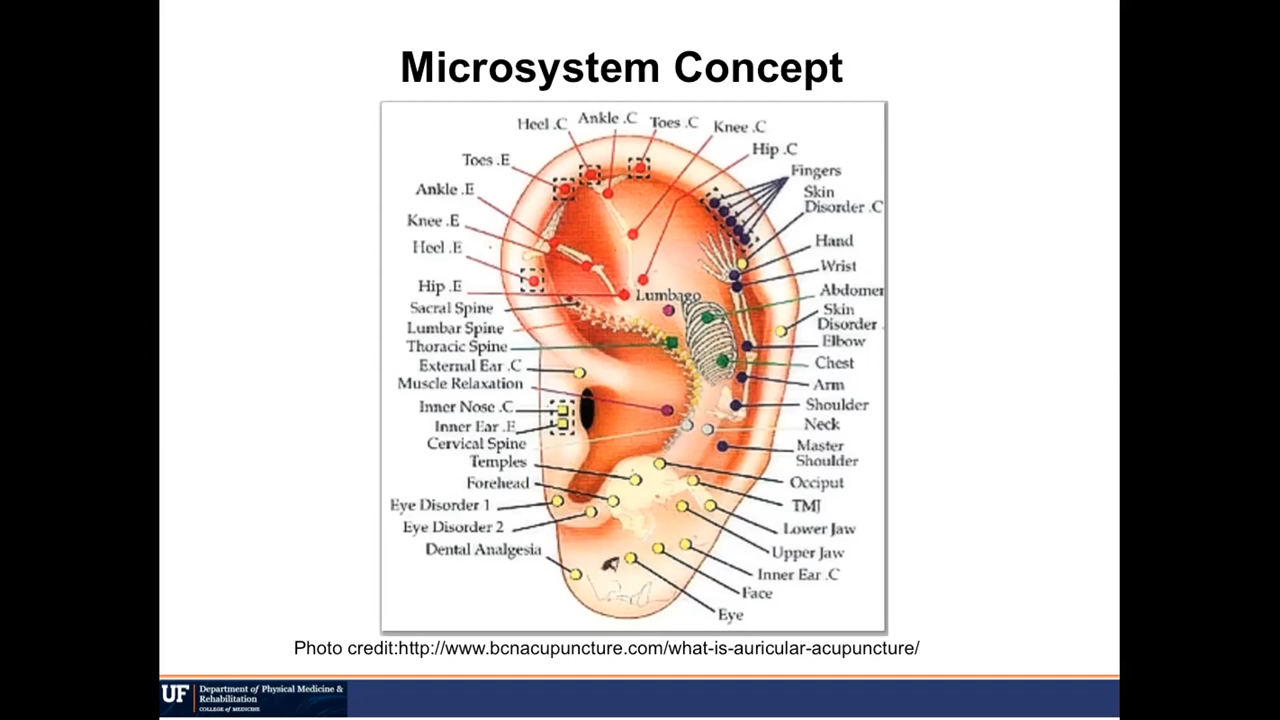 Microsystem Concept
Heel .C
Ankle .C
Toes .C
Knee .C
Hip .C
Toes .E
Fingers
Ankle .E
Skin
Disorder .C
Knee .E
Hand
Heel .E
Wrist
Hip .E
Lumbago
Abdomen
Sacral Spine
Skin
Disorder .
Lumbar Spine
Elbow
Thoracic Spine
Chest
External Ear .C
Muscle Relaxation
Arm
Inner Nose .C
Shoulder
Inner Ear .E
Neck
Cervical Spine
Master
Shoulder
Temples
Forehead
Occiput
Eye Disorder 1
TMJ
Eye Disorder 2
Lower Jaw
Dental Analgesia
Upper Jaw
Inner Ear .C
Face
Eye
Photo credit:http://www.bcnacupuncture.com/what-is-auricular-acupuncture/
UF
Department of Physical Medicine &
Rehabilitation
COLLEGE of MEDICINE